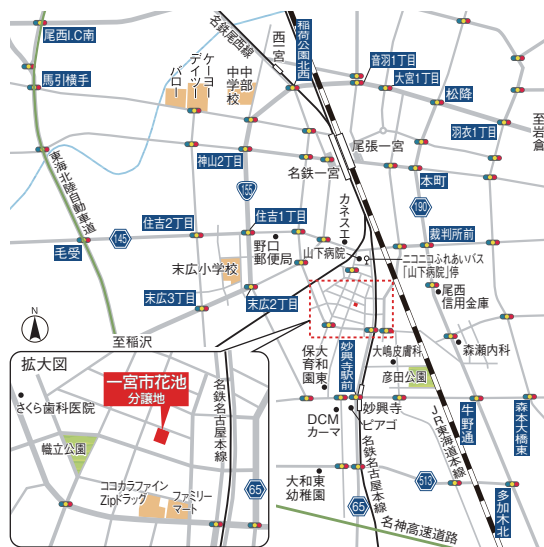 尾西I.C南
馬引横手
バロー
デイツー
ケーヨー
中部
中学校
西一宮
名鉄尾西線
稲荷公園北西
音羽1丁目
大宮1丁目
松降
羽衣1丁目
至岩倉
東海北陸自動車道
神山2丁目
155
名鉄一宮
尾張一宮
本町
190
カネスエ
住吉2丁目
住吉1丁目
145
毛受
野口
郵便局
山下病院
裁判所前
ニコニコふれあいバス
「山下病院」停
末広小学校
末広3丁目
末広2丁目
尾西
信用金庫
N
至稲沢
大和東
保育園
妙興寺駅前
大嶋皮膚科
彦田公園
森瀬内科
DCM
カーマ
妙興寺
ピアゴ
JR東海道本線
牛野通
森本大橋東
大和東
幼稚園
名鉄名古屋本線
65
513
多加木北
名神高速道路
拡大図
一宮市花池
分譲地
さくら歯科医院
幟立公園
名鉄名古屋本線
ココカラファイン
Zipドラッグ
ファミリー
マート
65